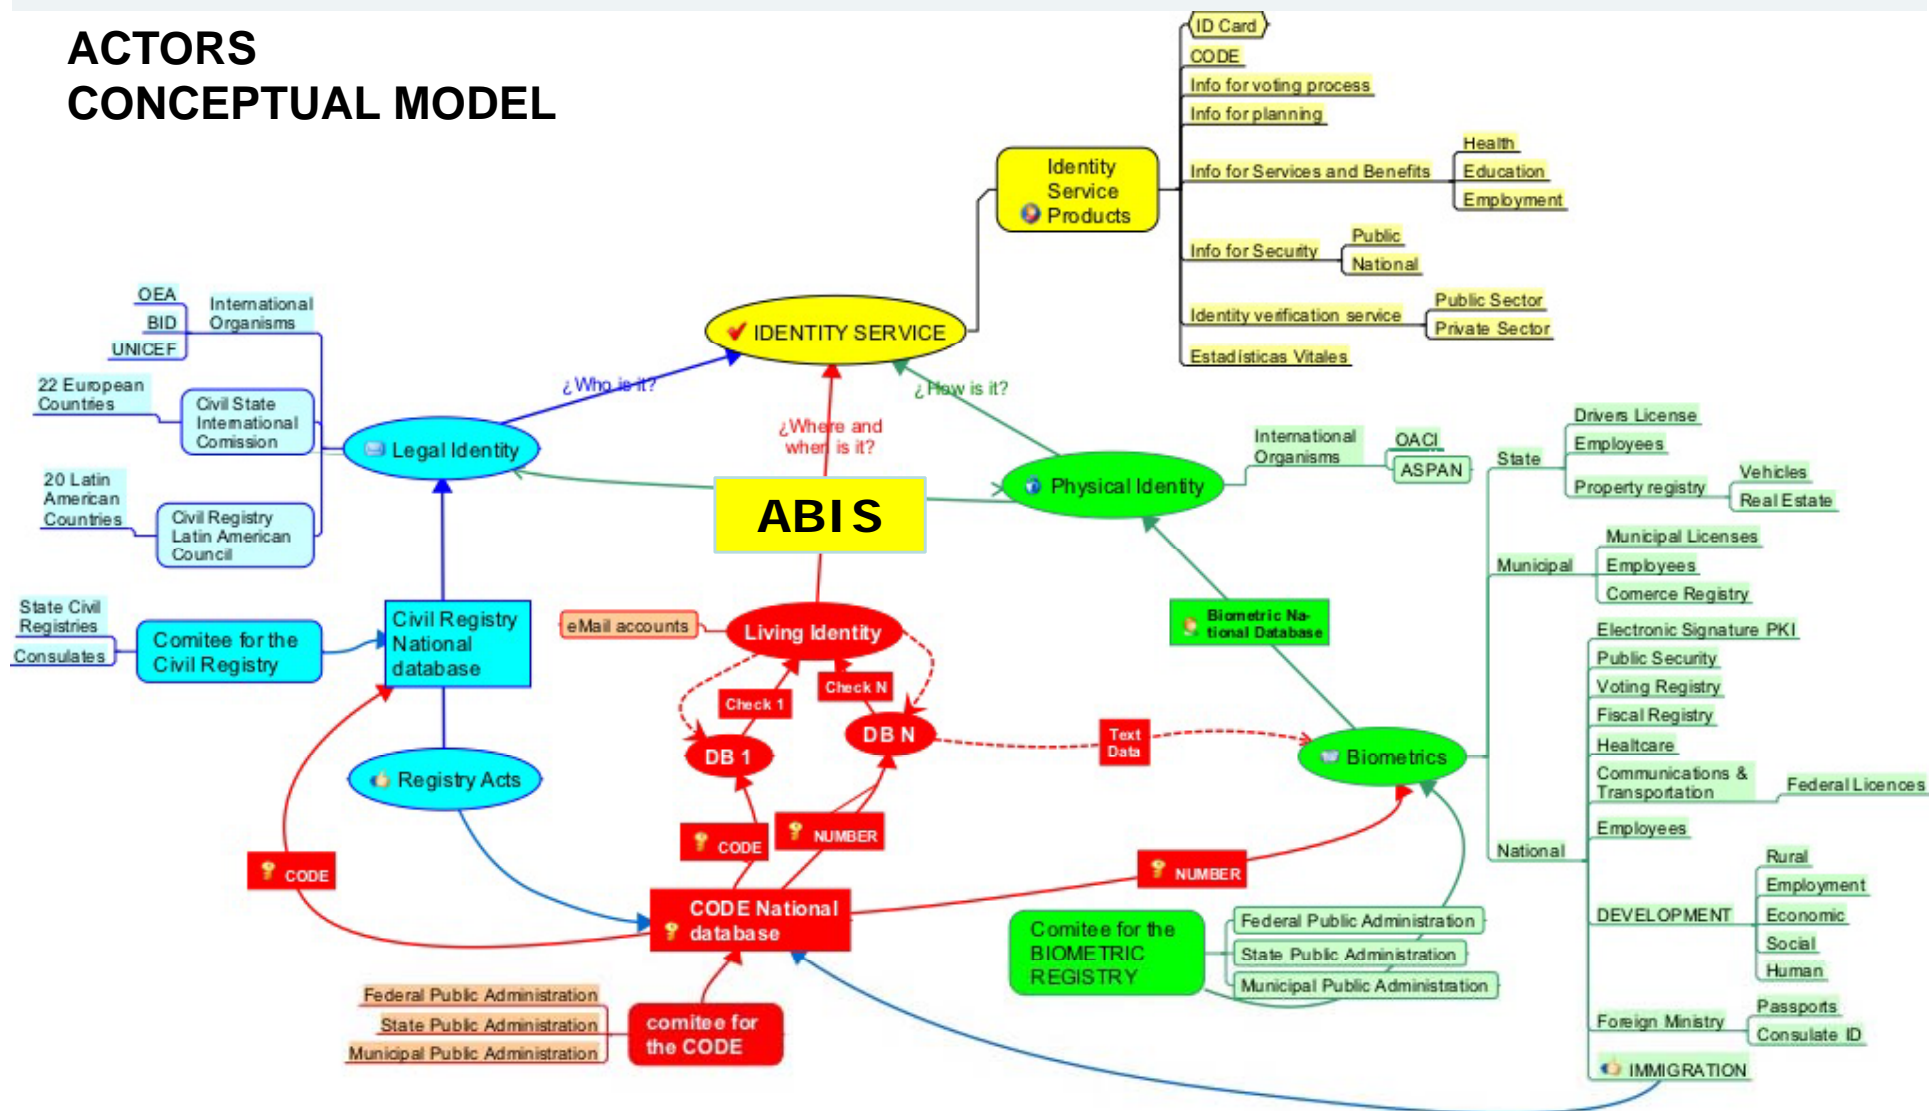 ACTORS
CONCEPTUAL MODEL
ID Card
CODE
Info for voting process
Info for planning
Identity
Service
Products
Info for Services and Benefits
Health
Education
Employment
Info for Security
Public
National
Identity verification service
Public Sector
Private Sector
Estadísticas Vitales
OEA
BID
UNICEF
International
Organisms
IDENTITY SERVICE
22 European
Countries
Civil State
International
Comission
¿Who is it?
¿Where and
when is it?
¿How is it?
Legal Identity
20 Latin
American
Countries
Civil Registry
Latin American
Council
ABIS
Physical Identity
International
Organisms
OACI
ASPAN
State
Drivers License
Employees
Property registry
Vehicles
Real Estate
Municipal
Municipal Licenses
Employees
Comerce Registry
State Civil
Registries
Consulates
Comitee for the
Civil Registry
Civil Registry
National
database
eMail accounts
Living Identity
Biometric Na-
tional Database
Check 1
Check N
DB 1
DB N
Text
Data
Biometrics
Registry Acts
National
Electronic Signature PKI
Public Security
Voting Registry
Fiscal Registry
Healtcare
Communications &
Transportation
Federal Licences
Employees
DEVELOPMENT
Rural
Employment
Economic
Social
Human
Foreign Ministry
Passports
Consulate ID
IMMIGRATION
CODE
CODE
NUMBER
NUMBER
CODE National
database
Comitee for the
BIOMETRIC
REGISTRY
Federal Public Administration
State Public Administration
Municipal Public Administration
Federal Public Administration
State Public Administration
Municipal Public Administration
comitee for
the CODE